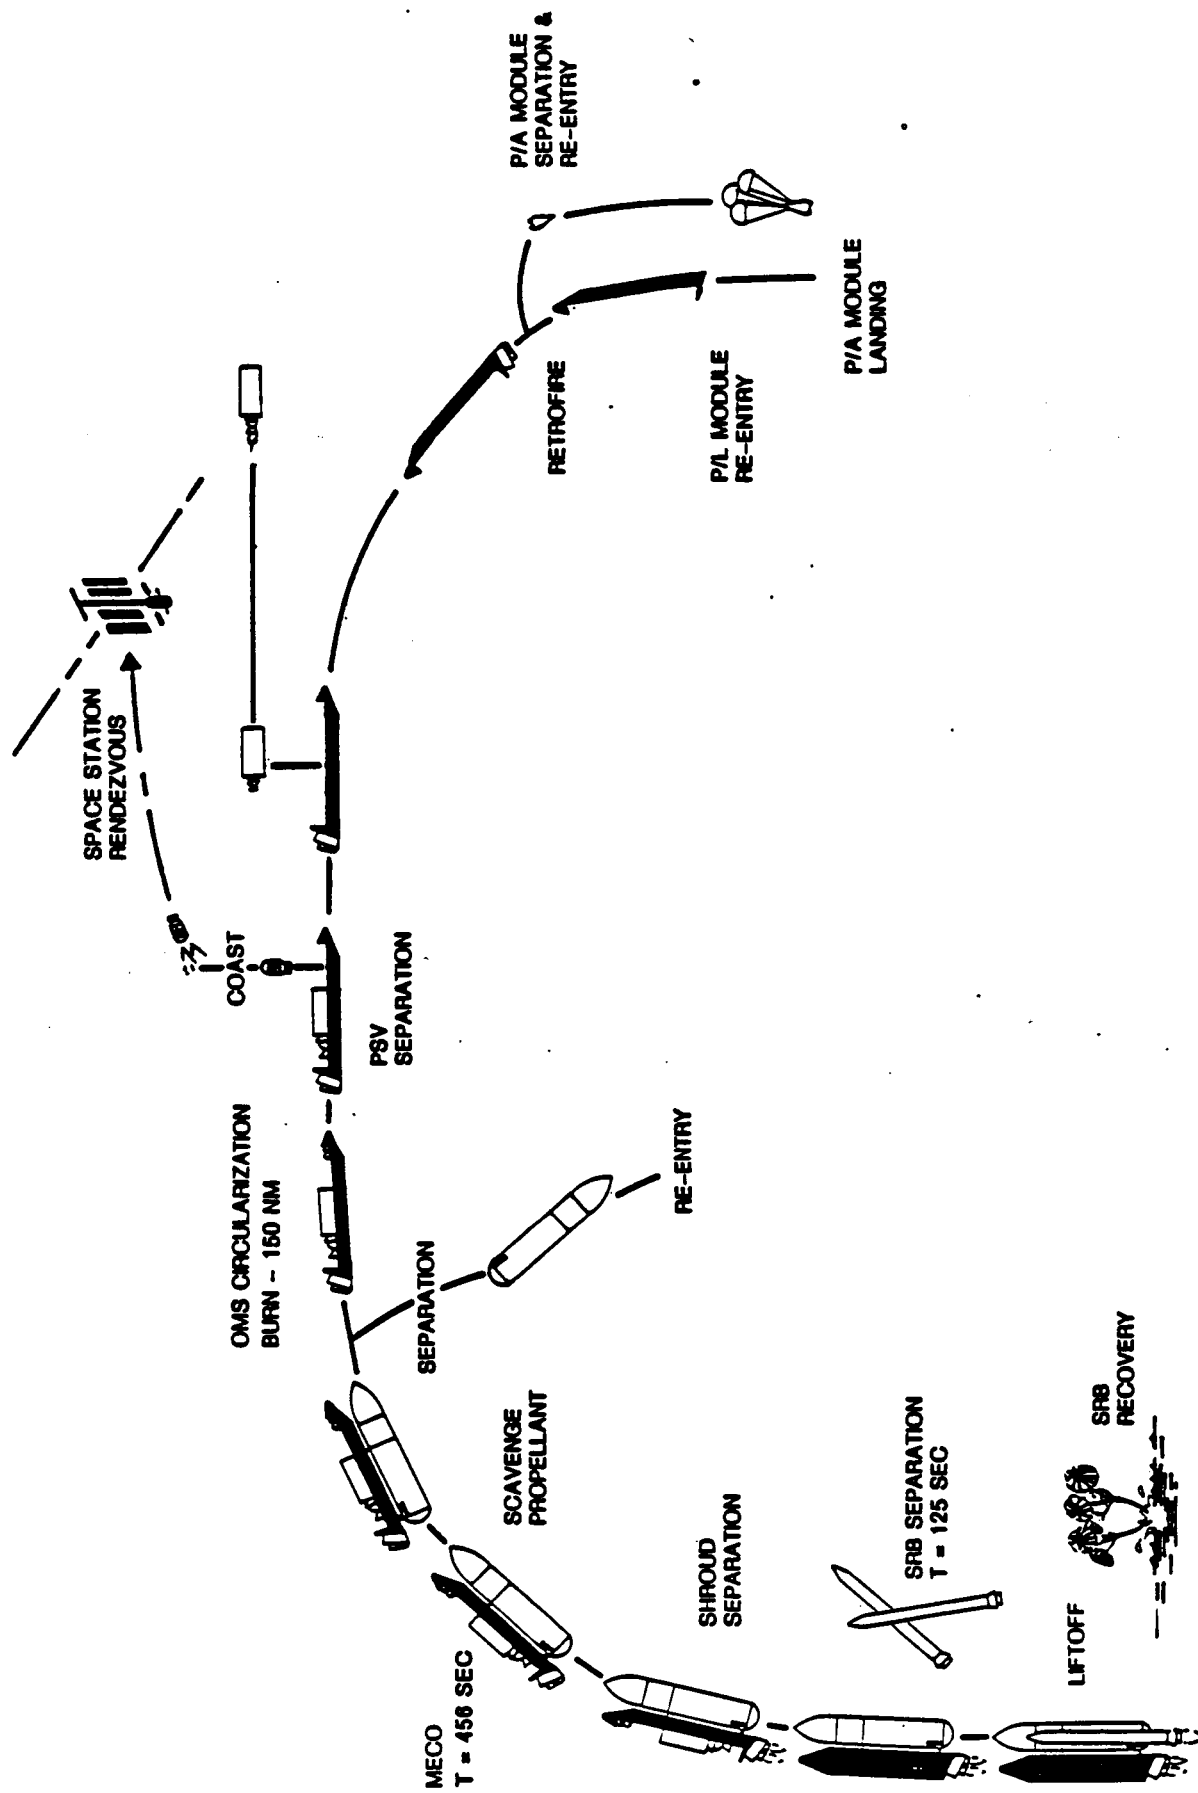 LIFTOFF
SRB SEPARATION
T = 125 SEC
SRB
RECOVERY
SHROUD
SEPARATION
MECO
T = 456 SEC
SCAVENGE
PROPELLANT
SEPARATION
RE-ENTRY
OMS CIRCULARIZATION
BURN - 150 NM
PSV
SEPARATION
COAST
SPACE STATION
RENDEZVOUS
RETROFIRE
P/A MODULE
SEPARATION &
RE-ENTRY
P/L MODULE
RE-ENTRY
P/A MODULE
LANDING